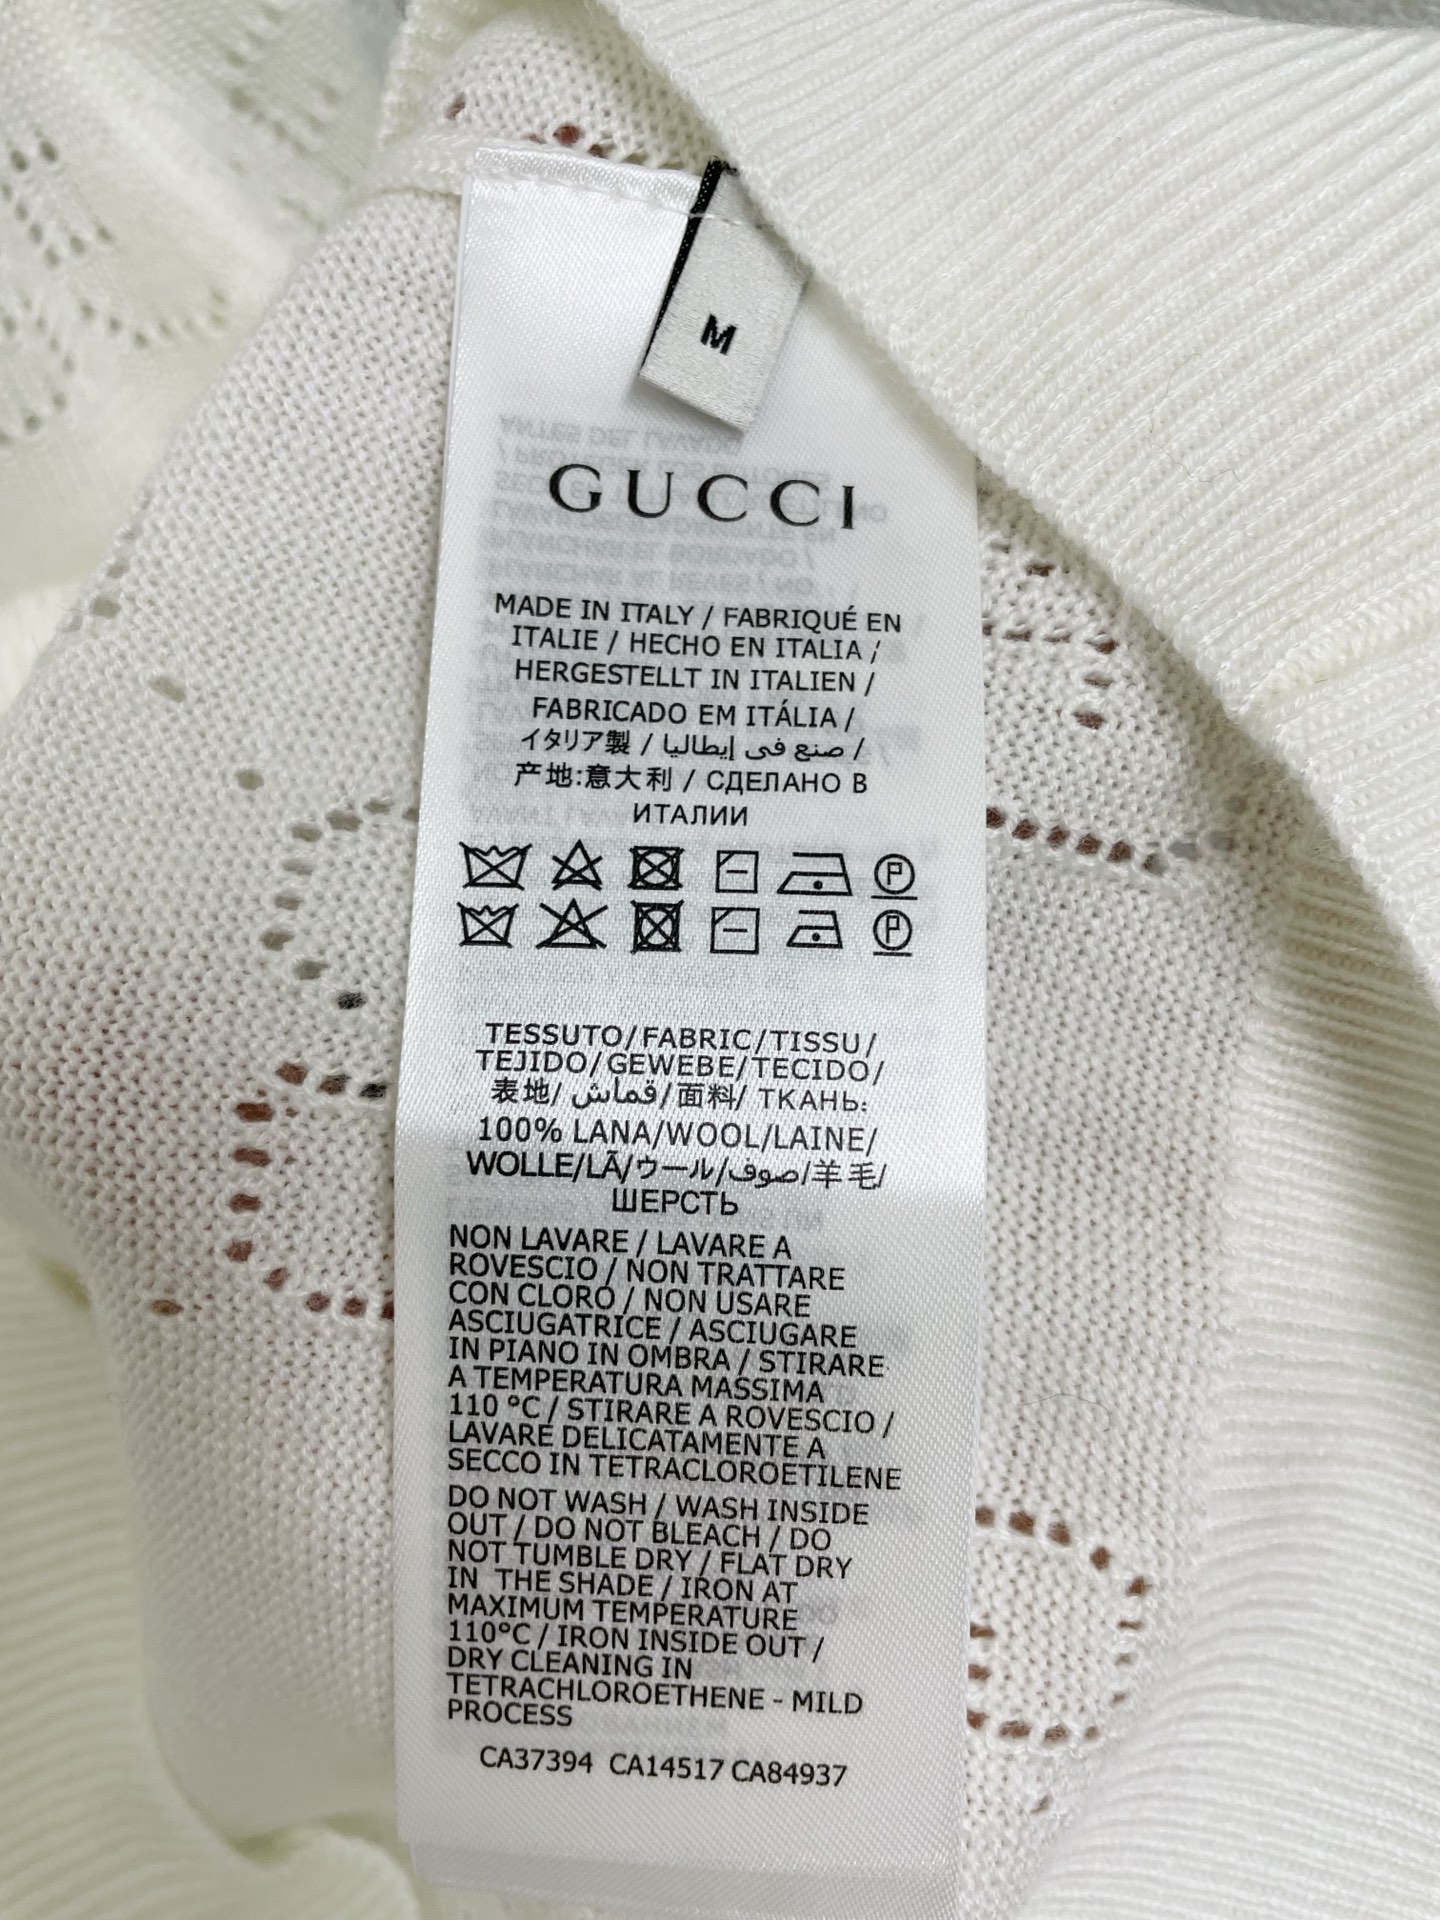 M
GUCCI
MADE IN ITALY / FABRIQUÉ EN
ITALIE / HECHO EN ITALIA /
HERGESTELLT IN ITALIEN /
FABRICADO EM ITÁLIA /
イタリア製 / صنع في إيطاليا /
产地:意大利 / СДЕЛАНО В
ИТАЛИИ
TESSUTO/FABRIC/TISSU/
TEJIDO/GEWEBE/TECIDO/
表地/ قماش/面料/ ТКАНЬ:
100% LANA/WOOL/LAINE/
WOLLE/LÃ/ウール/صوف/羊毛/
ШЕРСТЬ
NON LAVARE / LAVARE A
ROVESCIO / NON TRATTARE
CON CLORO / NON USARE
ASCIUGATRICE / ASCIUGARE
IN PIANO IN OMBRA / STIRARE
A TEMPERATURA MASSIMA
110 °C / STIRARE A ROVESCIO /
LAVARE DELICATAMENTE A
SECCO IN TETRACLOROETILENE
DO NOT WASH / WASH INSIDE
OUT / DO NOT BLEACH / DO
NOT TUMBLE DRY / FLAT DRY
IN THE SHADE / IRON AT
MAXIMUM TEMPERATURE
110°C / IRON INSIDE OUT /
DRY CLEANING IN
TETRACHLOROETHENE - MILD
PROCESS
CA37394 CA14517 CA84937